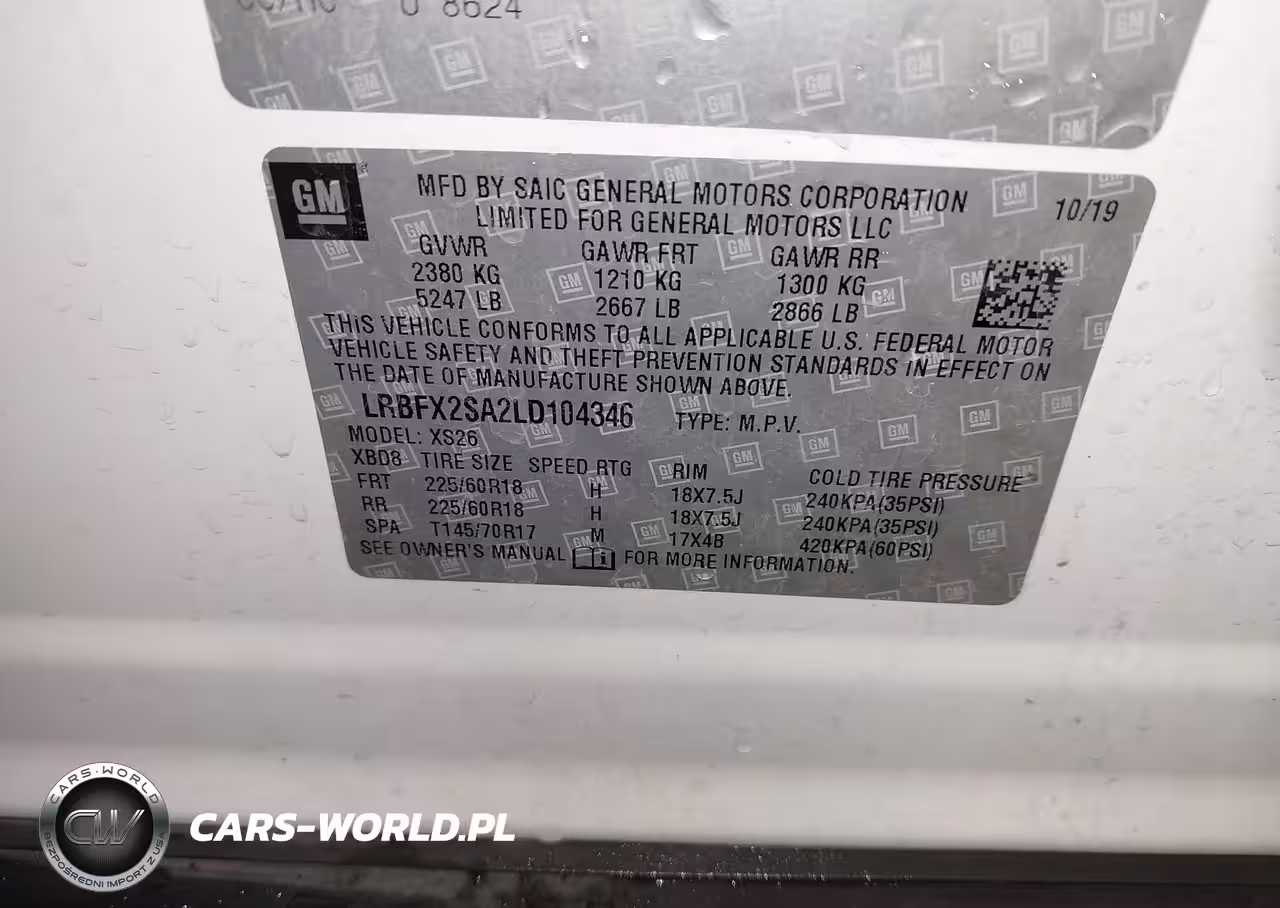 8624
GM
MFD BY SAIC GENERAL MOTORS CORPORATION
LIMITED FOR GENERAL MOTORS LLC
10/19
GVWR GAWR FRT GAWR RR
2380 KG 1210 KG 1300 KG
5247 LB 2667 LB 2866 LB
THIS VEHICLE CONFORMS TO ALL APPLICABLE U.S. FEDERAL MOTOR
VEHICLE SAFETY AND THEFT PREVENTION STANDARDS IN EFFECT ON
THE DATE OF MANUFACTURE SHOWN ABOVE.
LRBFX2SA2LD104346 TYPE: M.P.V.
MODEL: XS26
XBD8 TIRE SIZE SPEED RTG RIM COLD TIRE PRESSURE
FRT 225/60R18 H 18X7.5J 240KPA(35PSI)
RR 225/60R18 H 18X7.5J 240KPA(35PSI)
SPA T145/70R17 M 17X4B 420KPA(60PSI)
SEE OWNER'S MANUAL FOR MORE INFORMATION.
CARS-WORLD
CW
BEZPOŚREDNI IMPORT Z USA
CARS-WORLD.PL